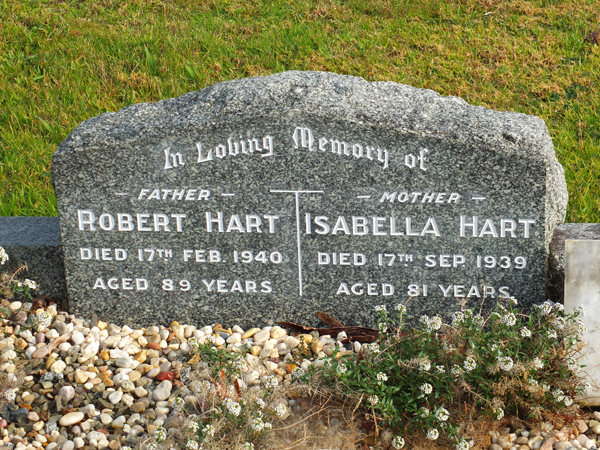 In Loving Memory of
– FATHER –
ROBERT HART
DIED 17TH FEB. 1940
AGED 89 YEARS
– MOTHER –
ISABELLA HART
DIED 17TH SEP. 1939
AGED 81 YEARS